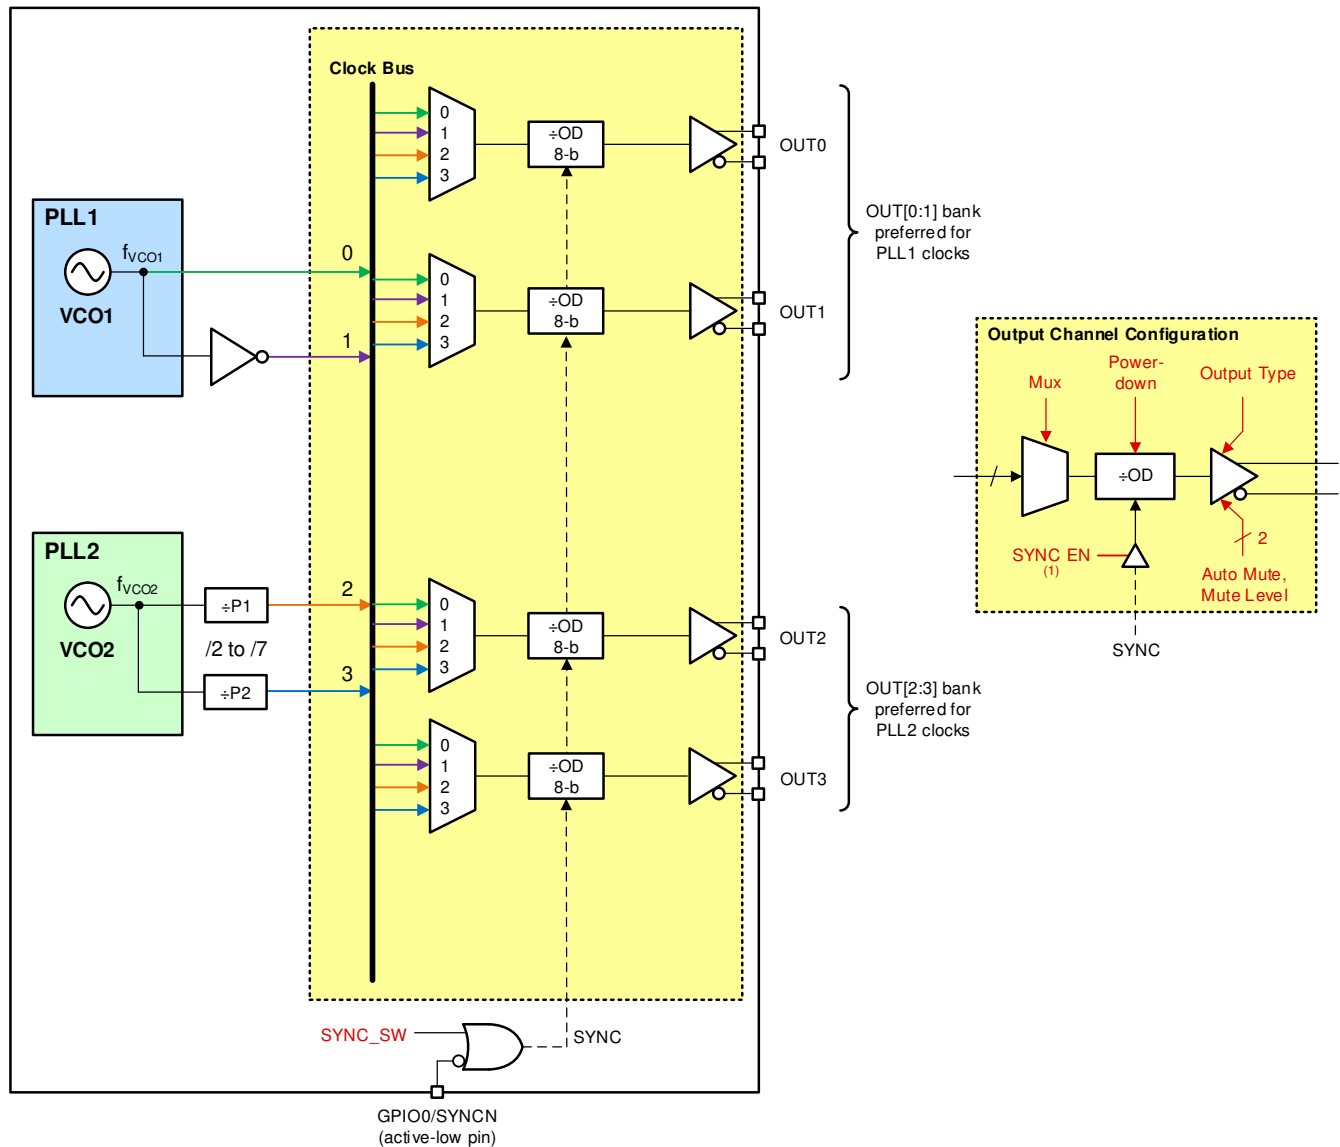 Clock Bus
0
1
2
3
÷OD
8-b
OUT0
PLL1
fVCO1
VCO1
0
1
0
1
2
3
÷OD
8-b
OUT1
OUT[0:1] bank
preferred for
PLL1 clocks
PLL2
fVCO2
VCO2
÷P1
/2 to /7
÷P2
2
3
0
1
2
3
÷OD
8-b
OUT2
0
1
2
3
÷OD
8-b
OUT3
OUT[2:3] bank
preferred for
PLL2 clocks
SYNC_SW
SYNC
GPIO0/SYNCN
(active-low pin)
Output Channel Configuration
Mux
Power-
down
Output Type
÷OD
SYNC EN
(1)
2
Auto Mute,
Mute Level
SYNC